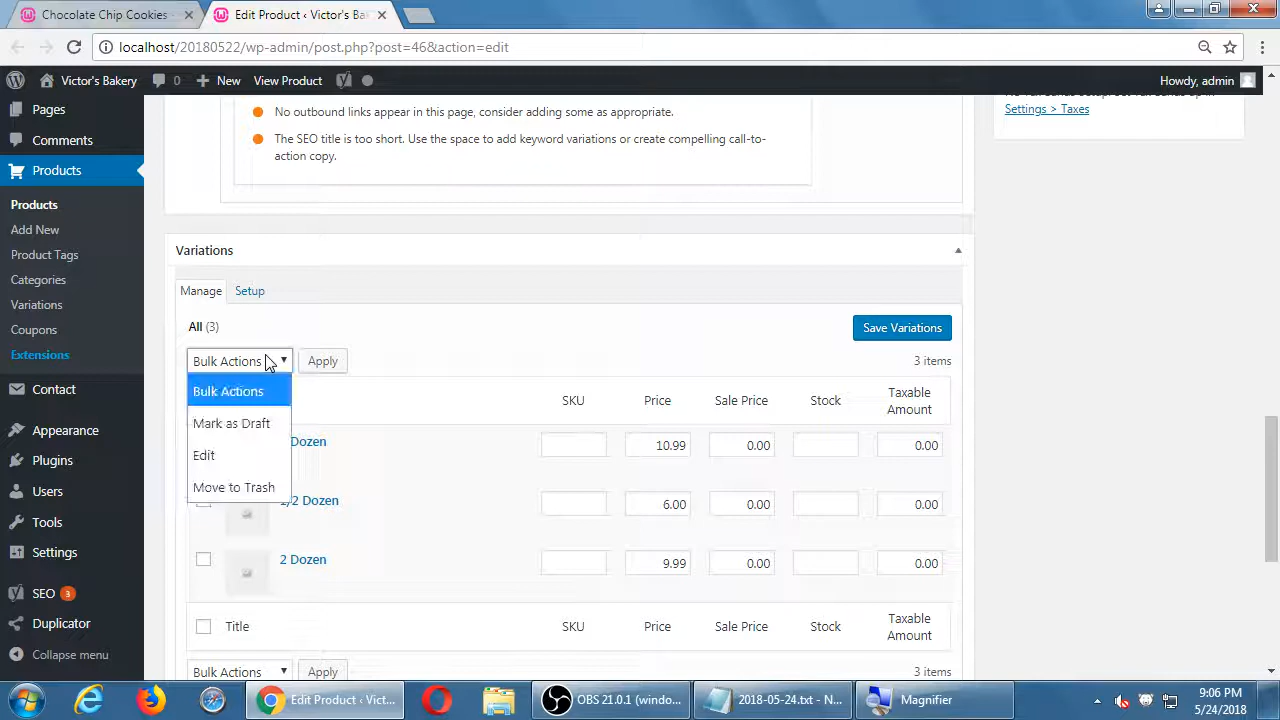 Chocolate Chip Cookies -
Edit Product ‹ Victor's Ba
localhost/20180522/wp-admin/post.php?post=46&action=edit
Victor's Bakery
0
New
View Product
Howdy, admin
Pages
Comments
Products
Products
Add New
Product Tags
Categories
Variations
Coupons
Extensions
Contact
Appearance
Plugins
Users
Tools
Settings
SEO 3
Duplicator
Collapse menu
No outbound links appear in this page, consider adding some as appropriate.
The SEO title is too short. Use the space to add keyword variations or create compelling call-to-
action copy.
Settings > Taxes
Variations
Manage
Setup
All (3)
Save Variations
Bulk Actions
Apply
3 items
Bulk Actions
Mark as Draft
Edit
Move to Trash
SKU
Price
Sale Price
Stock
Taxable
Amount
Dozen
10.99
0.00
0.00
1/2 Dozen
6.00
0.00
0.00
2 Dozen
9.99
0.00
0.00
Title
SKU
Price
Sale Price
Stock
Taxable
Amount
Bulk Actions
Apply
3 items
Edit Product ‹ Vict...
OBS 21.0.1 (windo...
2018-05-24.txt - N...
Magnifier
9:06 PM
5/24/2018